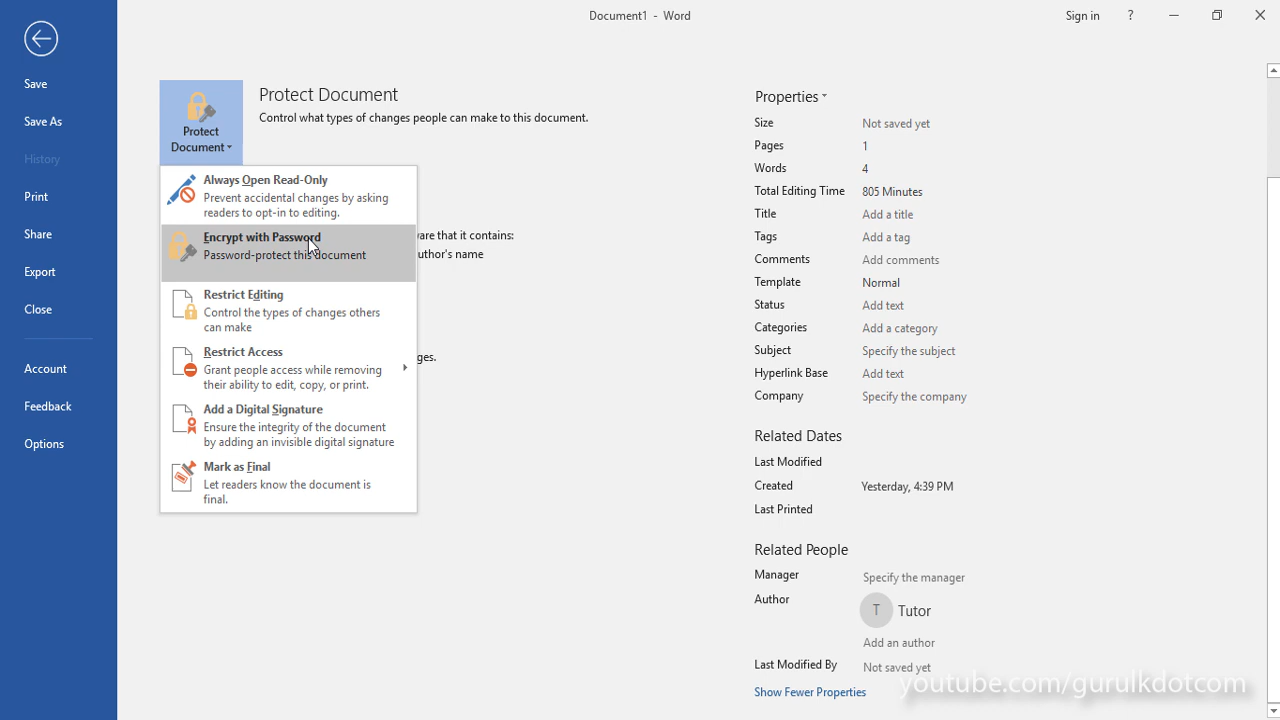 Document1 - Word
Sign in
?
Save
Save As
History
Print
Share
Export
Close
Account
Feedback
Options
Protect Document
Control what types of changes people can make to this document.
Protect
Document
Always Open Read-Only
Prevent accidental changes by asking
readers to opt-in to editing.
Encrypt with Password
Password-protect this document
Restrict Editing
Control the types of changes others
can make
Restrict Access
Grant people access while removing
their ability to edit, copy, or print.
Add a Digital Signature
Ensure the integrity of the document
by adding an invisible digital signature
Mark as Final
Let readers know the document is
final.
ware that it contains:
uthor's name
ges.
Properties
Size Not saved yet
Pages 1
Words 4
Total Editing Time 805 Minutes
Title Add a title
Tags Add a tag
Comments Add comments
Template Normal
Status Add text
Categories Add a category
Subject Specify the subject
Hyperlink Base Add text
Company Specify the company
Related Dates
Last Modified
Created Yesterday, 4:39 PM
Last Printed
Related People
Manager Specify the manager
Author T Tutor
Add an author
Last Modified By Not saved yet
Show Fewer Properties
youtube.com/gurulkdotcom